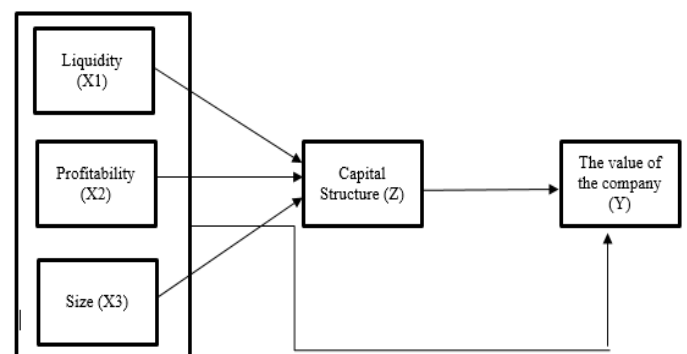 Liquidity
(X1)
Profitability
(X2)
Size (X3)
Capital
Structure (Z)
The value of
the company
(Y)